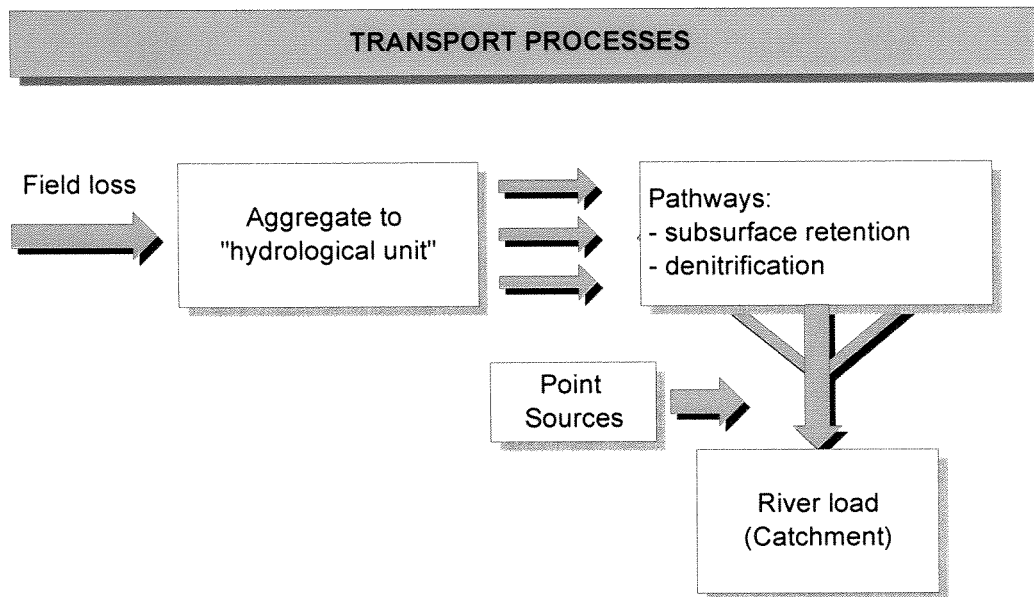 TRANSPORT PROCESSES
Field loss
Aggregate to
"hydrological unit"
Pathways:
- subsurface retention
- denitrification
Point
Sources
River load
(Catchment)